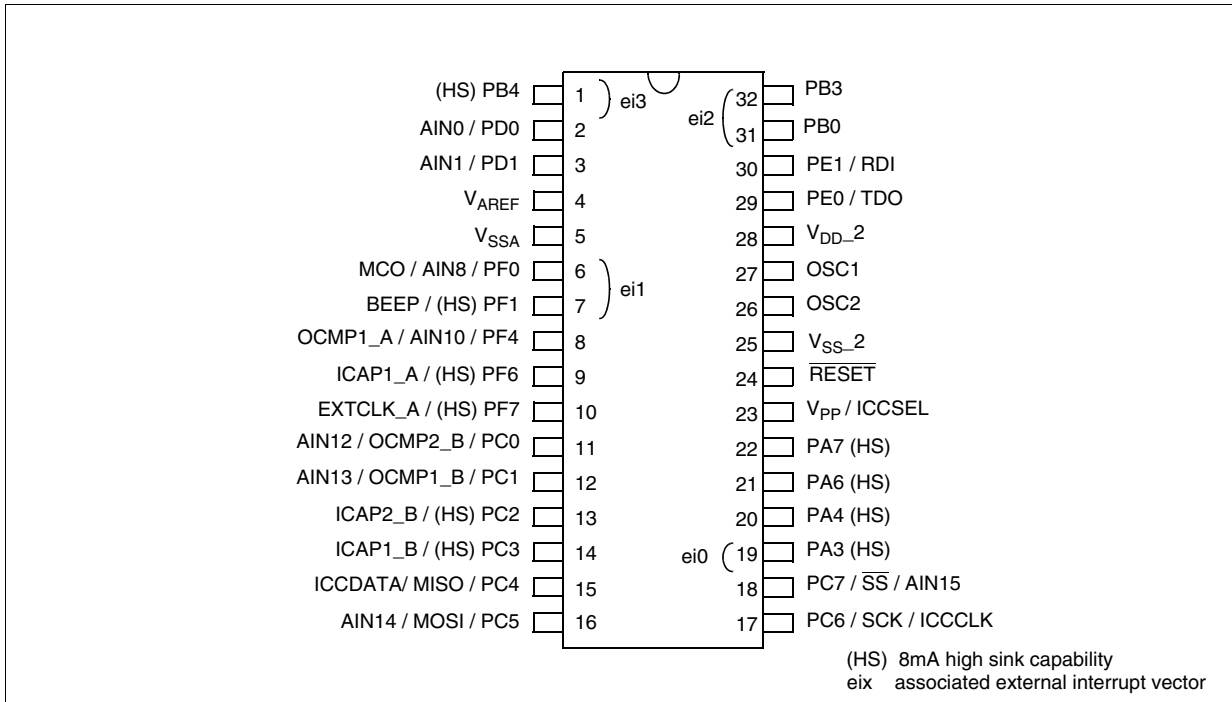 (HS) PB4 1 ei3 ei2 32 PB3
AIN0 / PD0 2 31 PB0
AIN1 / PD1 3 30 PE1 / RDI
VAREF 4 29 PE0 / TDO
VSSA 5 28 VDD_2
MCO / AIN8 / PF0 6 ei1 27 OSC1
BEEP / (HS) PF1 7 26 OSC2
OCMP1_A / AIN10 / PF4 8 25 VSS_2
ICAP1_A / (HS) PF6 9 24 RESET
EXTCLK_A / (HS) PF7 10 23 VPP / ICCSEL
AIN12 / OCMP2_B / PC0 11 22 PA7 (HS)
AIN13 / OCMP1_B / PC1 12 21 PA6 (HS)
ICAP2_B / (HS) PC2 13 20 PA4 (HS)
ICAP1_B / (HS) PC3 14 ei0 19 PA3 (HS)
ICCDATA/ MISO / PC4 15 18 PC7 / SS / AIN15
AIN14 / MOSI / PC5 16 17 PC6 / SCK / ICCCLK
(HS) 8mA high sink capability
eix associated external interrupt vector